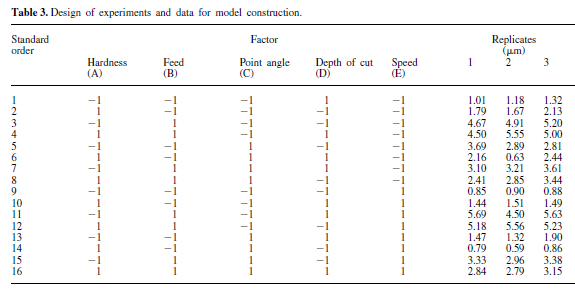 Table 3. Design of experiments and data for model construction.
Standard order Factor Replicates (μm)
Hardness (A) Feed (B) Point angle (C) Depth of cut (D) Speed (E) 1 2 3
1 −1 −1 −1 1 −1 1.01 1.18 1.32
2 1 −1 −1 −1 −1 1.79 1.67 2.13
3 −1 1 −1 −1 −1 4.67 4.91 5.20
4 1 1 −1 1 −1 4.50 5.55 5.00
5 −1 −1 1 −1 −1 3.69 2.89 2.81
6 1 −1 1 1 −1 2.16 0.63 2.44
7 −1 1 1 1 −1 3.10 3.21 3.61
8 1 1 1 −1 −1 2.41 2.85 3.44
9 −1 −1 −1 −1 1 0.85 0.90 0.88
10 1 −1 −1 1 1 1.44 1.51 1.49
11 −1 1 −1 1 1 5.69 4.50 5.63
12 1 1 −1 −1 1 5.18 5.56 5.23
13 −1 −1 1 1 1 1.47 1.32 1.90
14 1 −1 1 −1 1 0.79 0.59 0.86
15 −1 1 1 −1 1 3.33 2.96 3.38
16 1 1 1 1 1 2.84 2.79 3.15